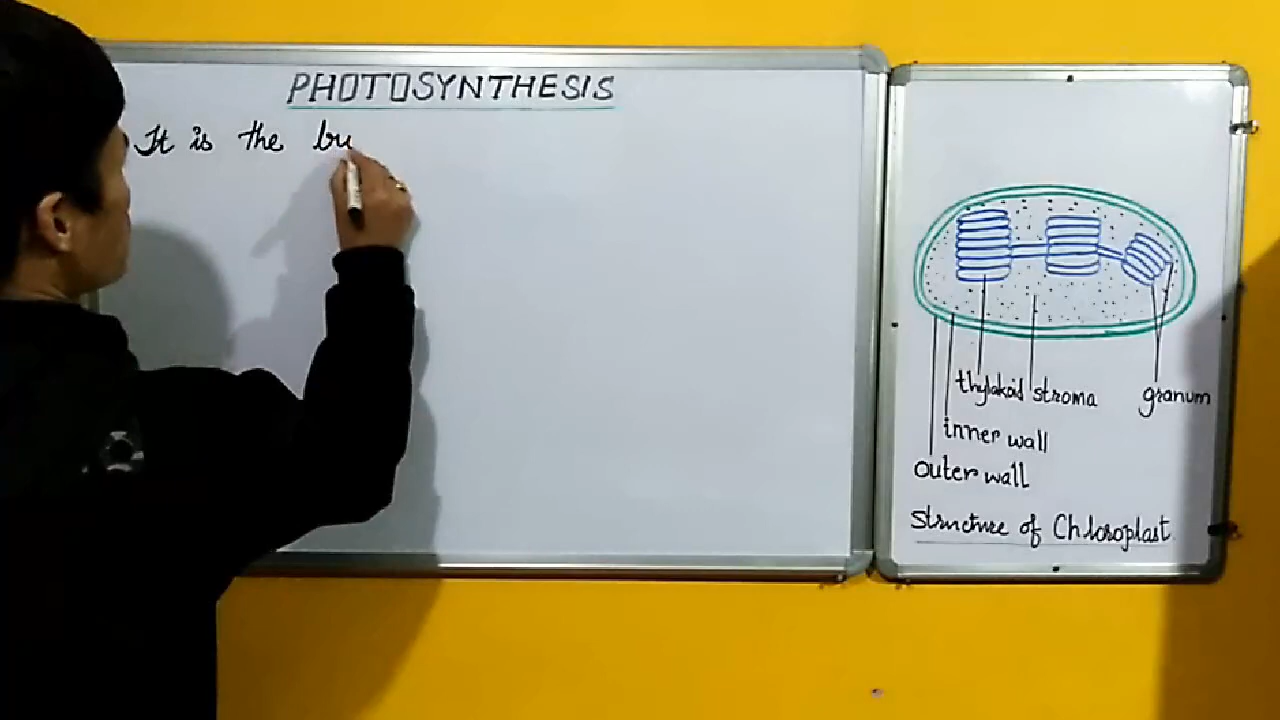 PHOTOSYNTHESIS
It is the bu
thylakoid stroma granum
inner wall
outer wall
Structure of Chloroplast